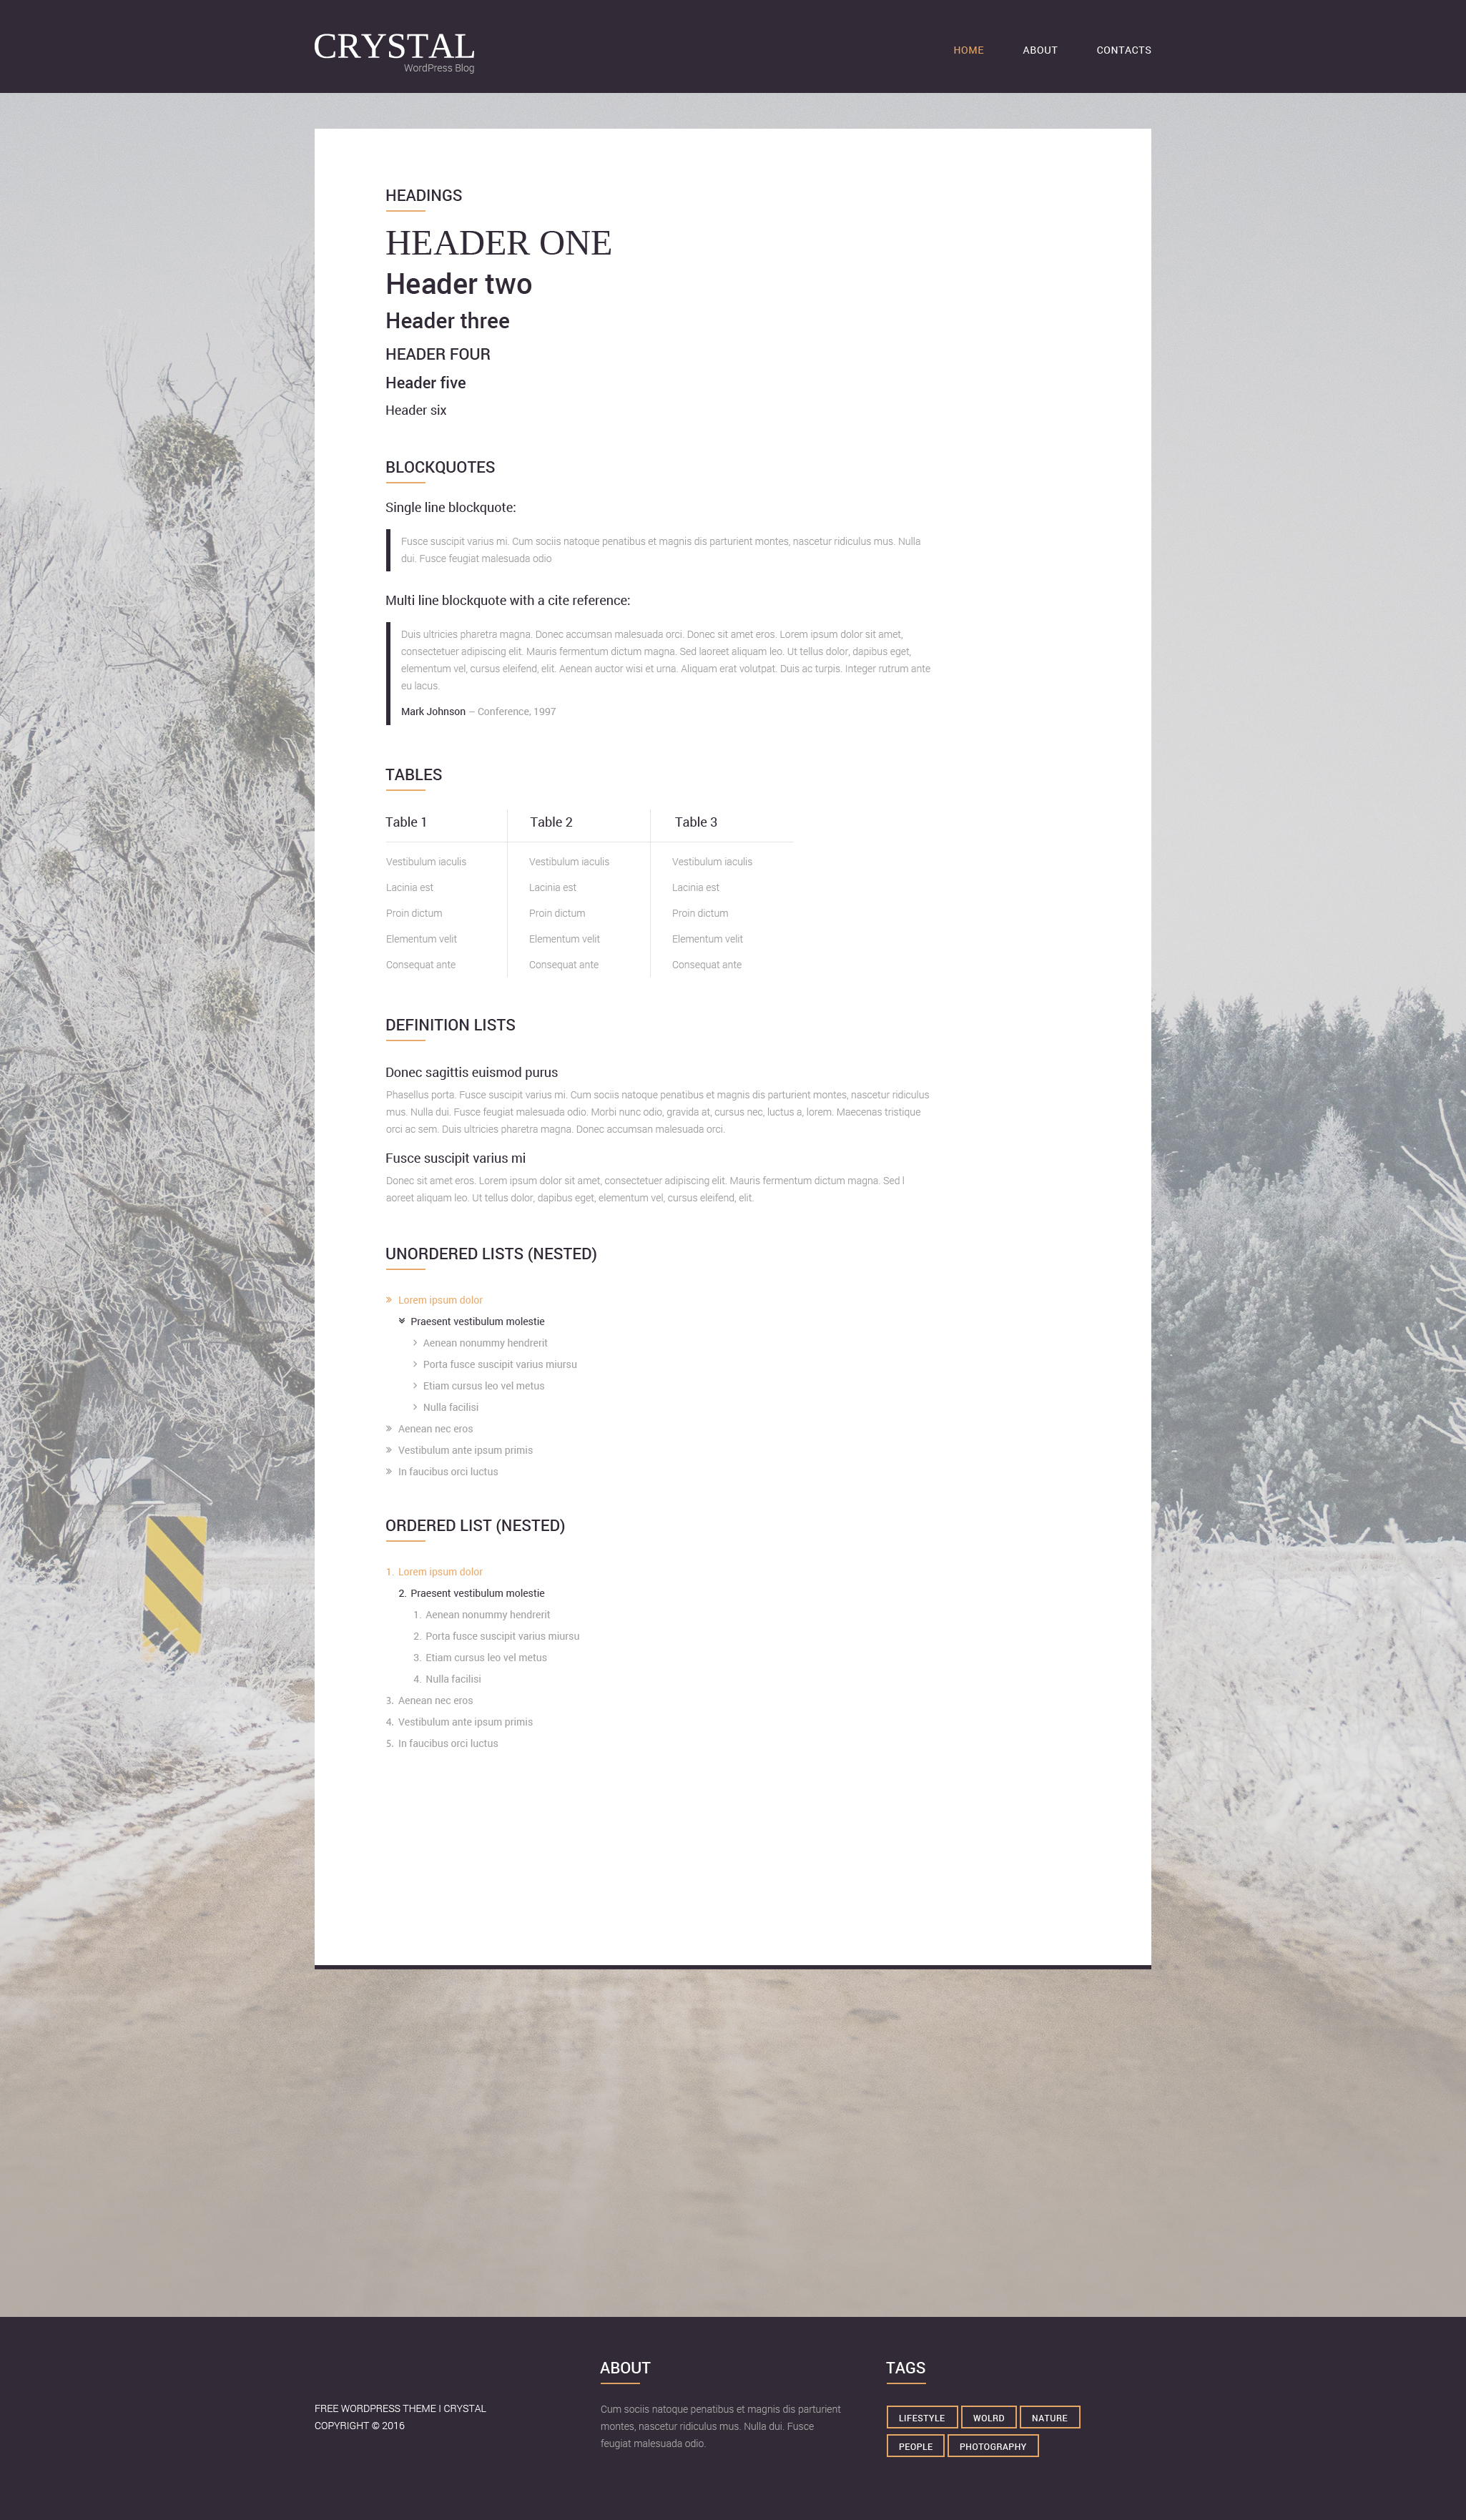 CRYSTAL
WordPress Blog
HOME ABOUT CONTACTS
HEADINGS
HEADER ONE
Header two
Header three
HEADER FOUR
Header five
Header six
BLOCKQUOTES
Single line blockquote:
Fusce suscipit varius mi. Cum sociis natoque penatibus et magnis dis parturient montes, nascetur ridiculus mus. Nulla
dui. Fusce feugiat malesuada odio
Multi line blockquote with a cite reference:
Duis ultricies pharetra magna. Donec accumsan malesuada orci. Donec sit amet eros. Lorem ipsum dolor sit amet,
consectetuer adipiscing elit. Mauris fermentum dictum magna. Sed laoreet aliquam leo. Ut tellus dolor, dapibus eget,
elementum vel, cursus eleifend, elit. Aenean auctor wisi et urna. Aliquam erat volutpat. Duis ac turpis. Integer rutrum ante
eu lacus.
Mark Johnson – Conference, 1997
TABLES
Table 1 Table 2 Table 3
Vestibulum iaculis Vestibulum iaculis Vestibulum iaculis
Lacinia est Lacinia est Lacinia est
Proin dictum Proin dictum Proin dictum
Elementum velit Elementum velit Elementum velit
Consequat ante Consequat ante Consequat ante
DEFINITION LISTS
Donec sagittis euismod purus
Phasellus porta. Fusce suscipit varius mi. Cum sociis natoque penatibus et magnis dis parturient montes, nascetur ridiculus
mus. Nulla dui. Fusce feugiat malesuada odio. Morbi nunc odio, gravida at, cursus nec, luctus a, lorem. Maecenas tristique
orci ac sem. Duis ultricies pharetra magna. Donec accumsan malesuada orci.
Fusce suscipit varius mi
Donec sit amet eros. Lorem ipsum dolor sit amet, consectetuer adipiscing elit. Mauris fermentum dictum magna. Sed l
aoreet aliquam leo. Ut tellus dolor, dapibus eget, elementum vel, cursus eleifend, elit.
UNORDERED LISTS (NESTED)
Lorem ipsum dolor
Praesent vestibulum molestie
Aenean nonummy hendrerit
Porta fusce suscipit varius miursu
Etiam cursus leo vel metus
Nulla facilisi
Aenean nec eros
Vestibulum ante ipsum primis
In faucibus orci luctus
ORDERED LIST (NESTED)
1. Lorem ipsum dolor
2. Praesent vestibulum molestie
1. Aenean nonummy hendrerit
2. Porta fusce suscipit varius miursu
3. Etiam cursus leo vel metus
4. Nulla facilisi
3. Aenean nec eros
4. Vestibulum ante ipsum primis
5. In faucibus orci luctus
FREE WORDPRESS THEME I CRYSTAL
COPYRIGHT © 2016
ABOUT
Cum sociis natoque penatibus et magnis dis parturient
montes, nascetur ridiculus mus. Nulla dui. Fusce
feugiat malesuada odio.
TAGS
LIFESTYLE WOLRD NATURE
PEOPLE PHOTOGRAPHY